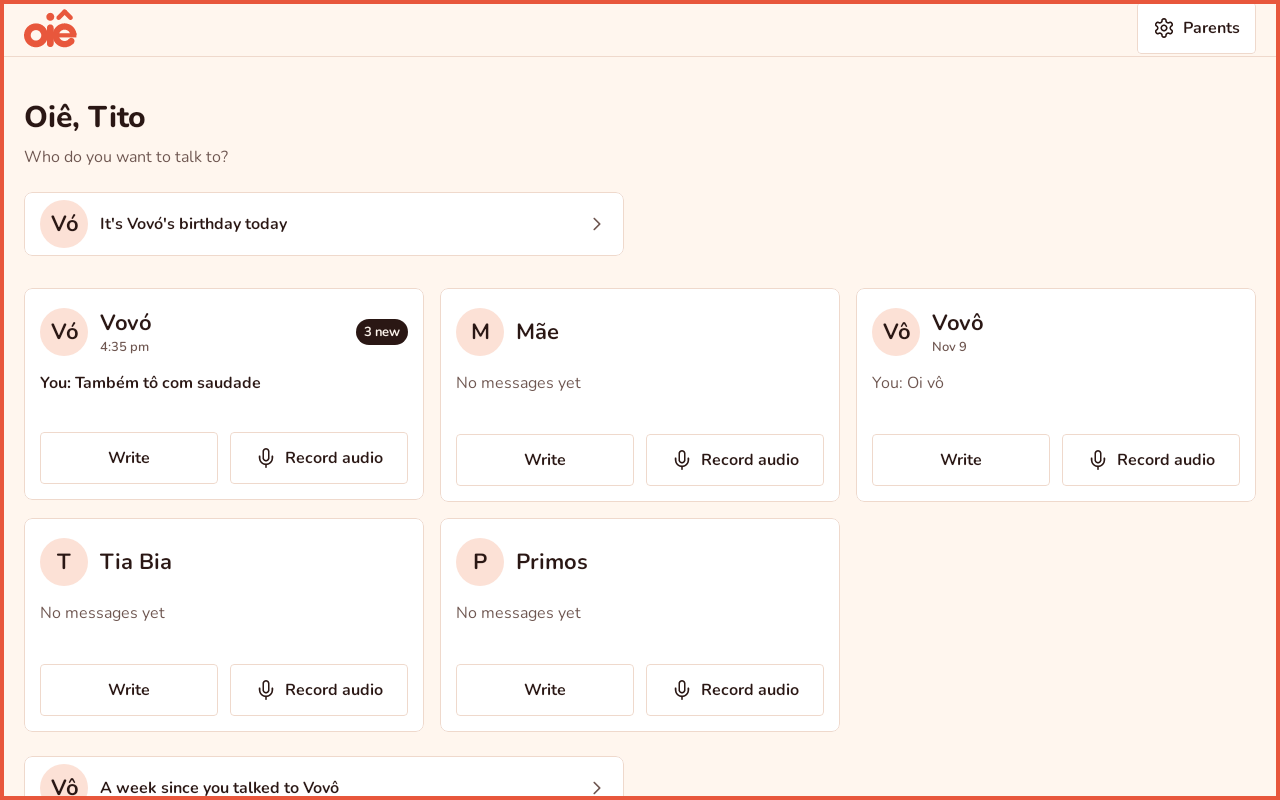 oiê
Parents
Oiê, Tito
Who do you want to talk to?
Vó
It's Vovó's birthday today
Vó
Vovó
4:35 pm
3 new
You: Também tô com saudade
Write
Record audio
M
Mãe
No messages yet
Write
Record audio
Vô
Vovô
Nov 9
You: Oi vô
Write
Record audio
T
Tia Bia
No messages yet
Write
Record audio
P
Primos
No messages yet
Write
Record audio
Vô
A week since you talked to Vovô